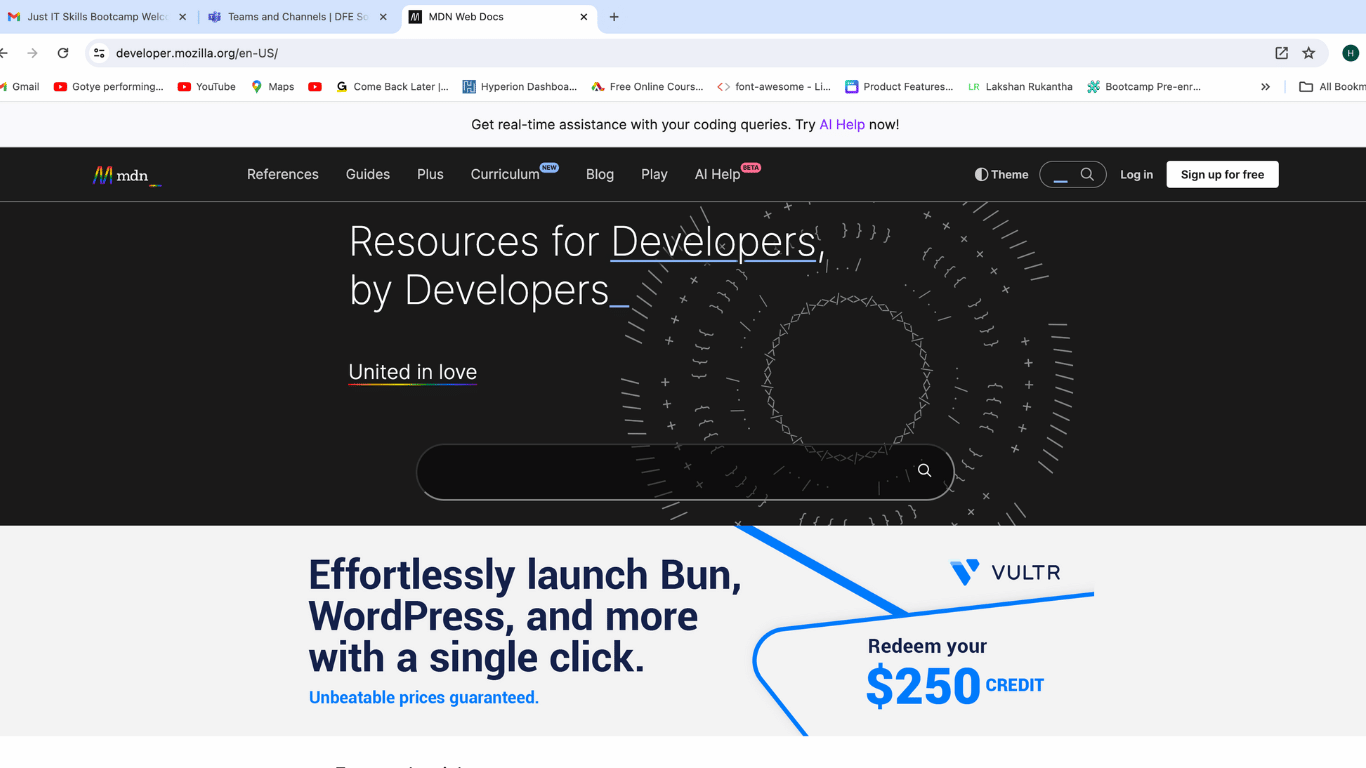 Just IT Skills Bootcamp Welc
Teams and Channels | DFE So
MDN Web Docs
developer.mozilla.org/en-US/
H
Gmail
Gotye performing...
YouTube
Maps
Come Back Later |...
Hyperion Dashboa...
Free Online Cours...
font-awesome - Li...
Product Features...
LR Lakshan Rukantha
Bootcamp Pre-enr...
All Bookm
Get real-time assistance with your coding queries. Try AI Help now!
mdn_
References
Guides
Plus
Curriculum NEW
Blog
Play
AI Help BETA
Theme
Log in
Sign up for free
Resources for Developers,
by Developers_
United in love
Effortlessly launch Bun,
WordPress, and more
with a single click.
Unbeatable prices guaranteed.
VULTR
Redeem your
$250 CREDIT